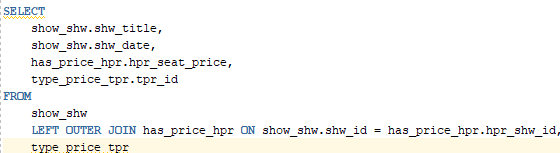 SELECT
show_shw.shw_title,
show_shw.shw_date,
has_price_hpr.hpr_seat_price,
type_price_tpr.tpr_id
FROM
show_shw
LEFT OUTER JOIN has_price_hpr ON show_shw.shw_id = has_price_hpr.hpr_shw_id,
type_price_tpr